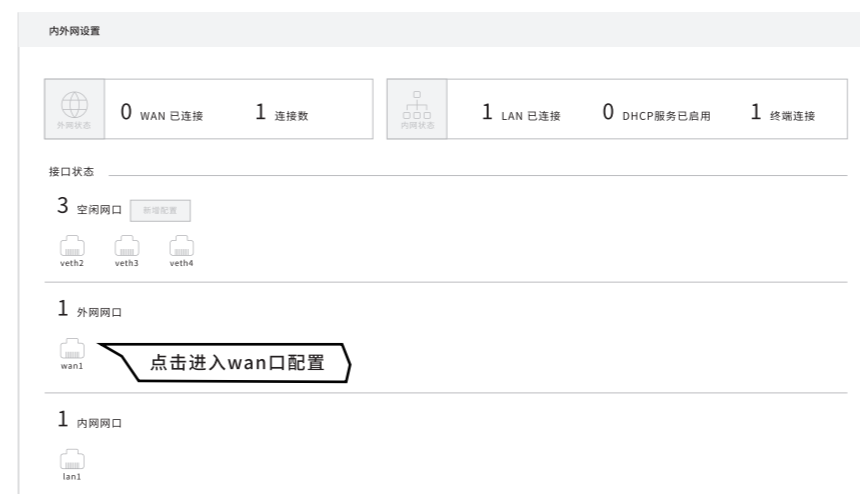 内外网设置
外网状态
0 WAN 已连接 1 连接数
内网状态
1 LAN 已连接 0 DHCP服务已启用 1 终端连接
接口状态
3 空闲网口 新增配置
veth2 veth3 veth4
1 外网网口
wan1
点击进入wan口配置
1 内网网口
lan1